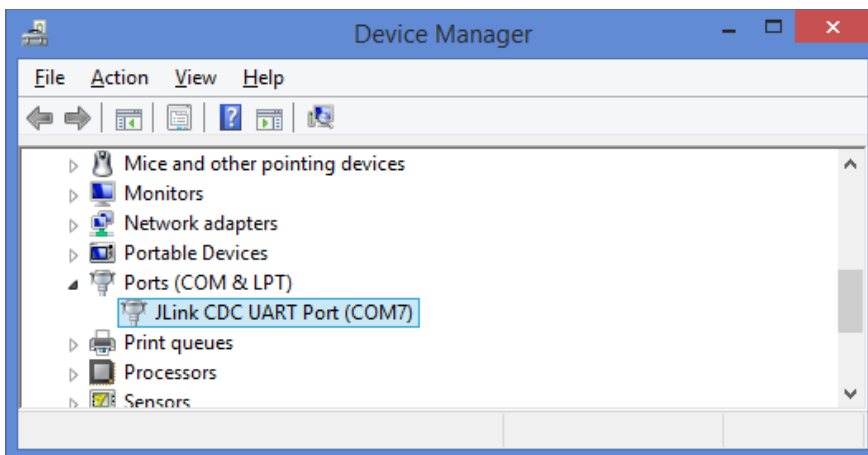 Device Manager
File Action View Help
Mice and other pointing devices
Monitors
Network adapters
Portable Devices
Ports (COM & LPT)
JLink CDC UART Port (COM7)
Print queues
Processors
Sensors